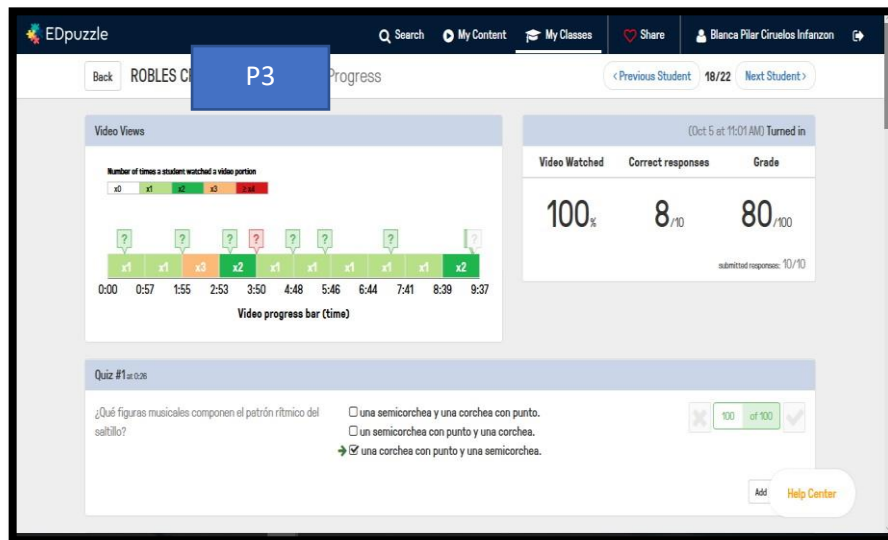 EDpuzzle
Search
My Content
My Classes
Share
Blanca Pilar Ciruelos Infanzon
Back
ROBLES
P3
Progress
< Previous Student
18/22
Next Student >
Video Views
Number of times a student watched a video portion
x0 x1 x2 x3 ≥x4
? ? ? ? ? ? ? ?
x1 x1 x3 x2 x1 x1 x1 x1 x1 x2
0:00 0:57 1:55 2:53 3:50 4:48 5:46 6:44 7:41 8:39 9:37
Video progress bar (time)
(Oct 5 at 11:01 AM) Turned in
Video Watched Correct responses Grade
100% 8/10 80/100
submitted responses: 10/10
Quiz #1 at 0:26
¿Qué figuras musicales componen el patrón rítmico del
saltillo?
una semicorchea y una corchea con punto.
un semicorchea con punto y una corchea.
una corchea con punto y una semicorchea.
100 of 100
Add
Help Center